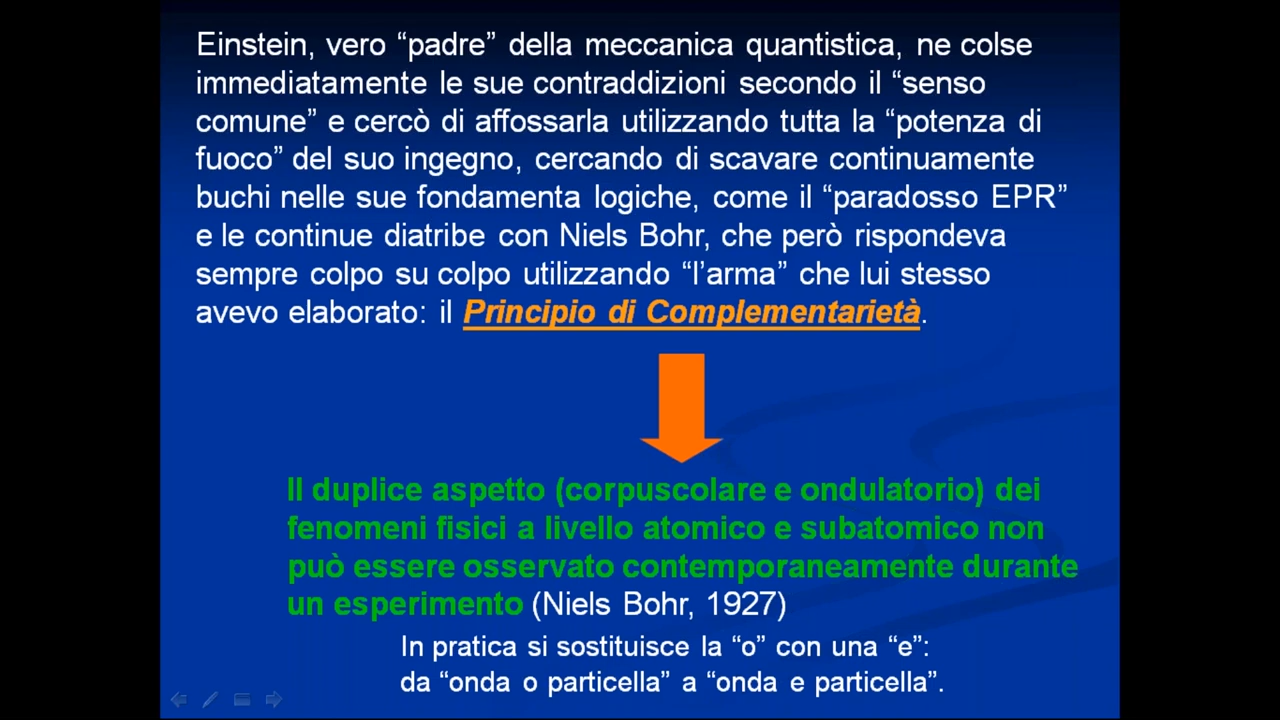 Einstein, vero “padre” della meccanica quantistica, ne colse
immediatamente le sue contraddizioni secondo il “senso
comune” e cercò di affossarla utilizzando tutta la “potenza di
fuoco” del suo ingegno, cercando di scavare continuamente
buchi nelle sue fondamenta logiche, come il “paradosso EPR”
e le continue diatribe con Niels Bohr, che però rispondeva
sempre colpo su colpo utilizzando “l’arma” che lui stesso
avevo elaborato: il Principio di Complementarietà.
Il duplice aspetto (corpuscolare e ondulatorio) dei
fenomeni fisici a livello atomico e subatomico non
può essere osservato contemporaneamente durante
un esperimento (Niels Bohr, 1927)
In pratica si sostituisce la “o” con una “e”:
da “onda o particella” a “onda e particella”.